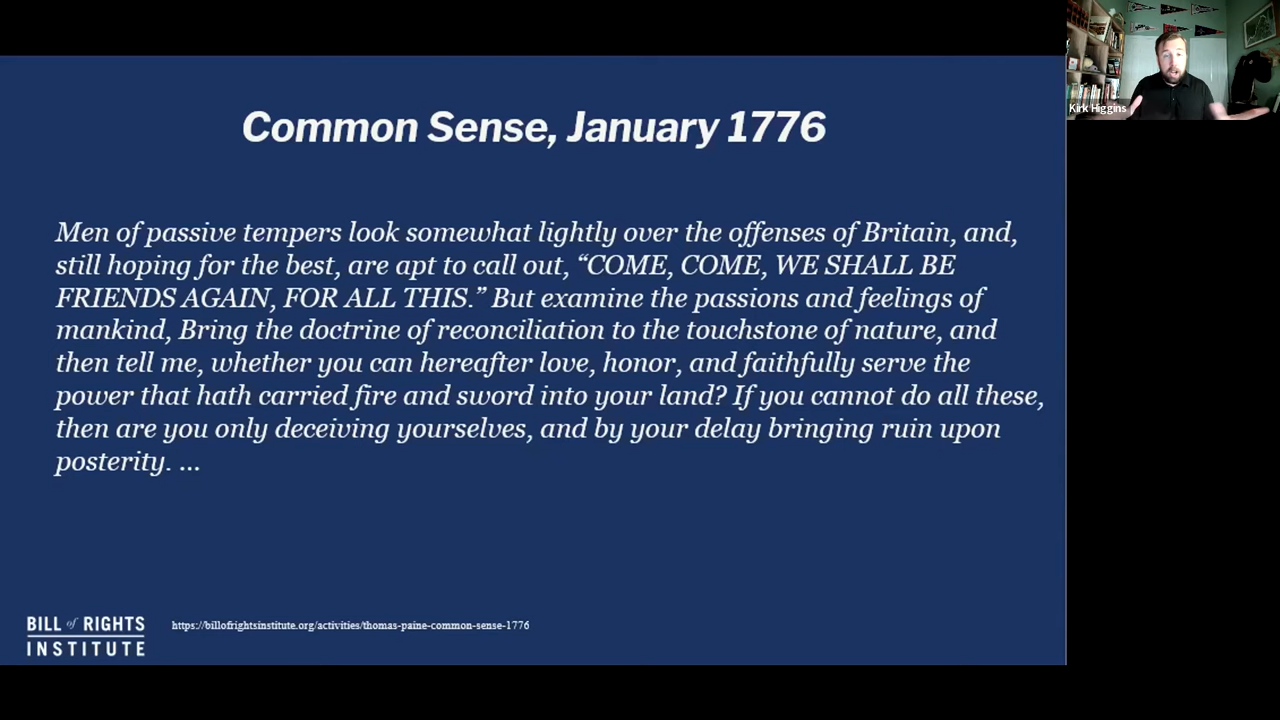 Common Sense, January 1776
Kirk Higgins
Men of passive tempers look somewhat lightly over the offenses of Britain, and,
still hoping for the best, are apt to call out, “COME, COME, WE SHALL BE
FRIENDS AGAIN, FOR ALL THIS.” But examine the passions and feelings of
mankind, Bring the doctrine of reconciliation to the touchstone of nature, and
then tell me, whether you can hereafter love, honor, and faithfully serve the
power that hath carried fire and sword into your land? If you cannot do all these,
then are you only deceiving yourselves, and by your delay bringing ruin upon
posterity. ...
BILL of RIGHTS
INSTITUTE
https://billofrightsinstitute.org/activities/thomas-paine-common-sense-1776